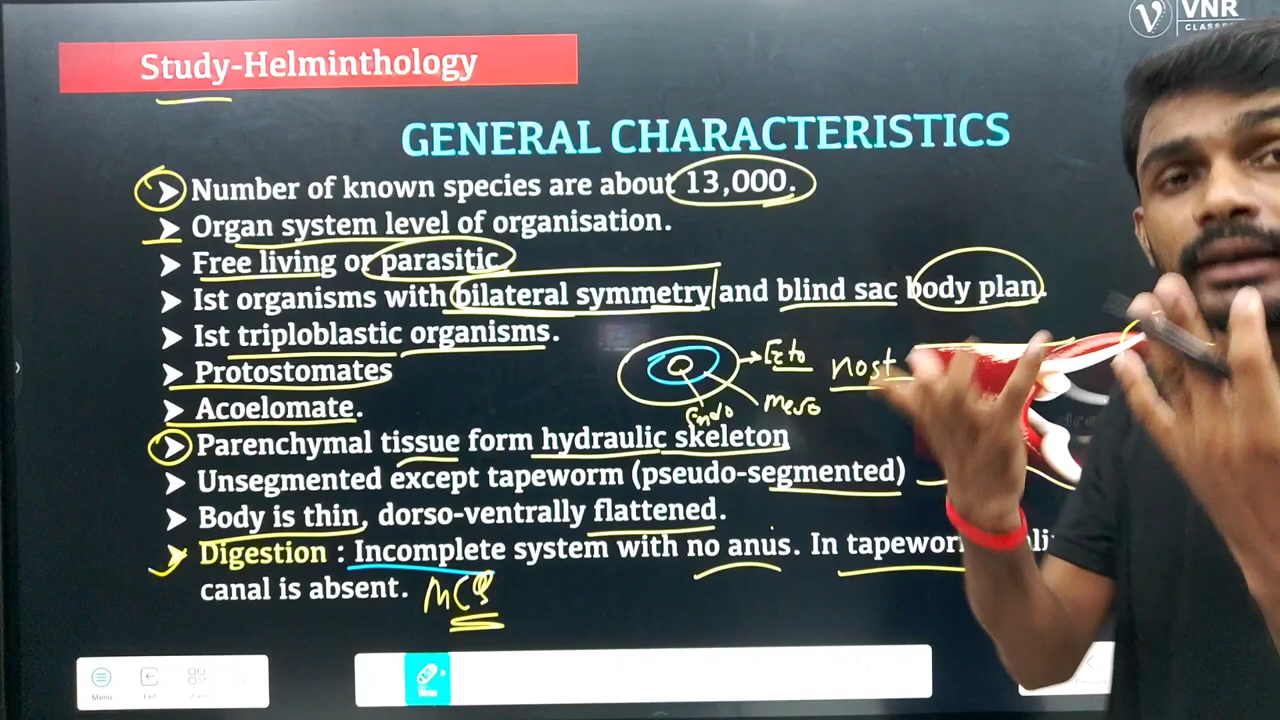 VNR
CLASSES
Study-Helminthology
GENERAL CHARACTERISTICS
➤ Number of known species are about 13,000.
➤ Organ system level of organisation.
➤ Free living or parasitic
➤ Ist organisms with bilateral symmetry and blind sac body plan.
➤ Ist triploblastic organisms.
➤ Protostomates
➤ Acoelomate.
Ecto
Meso
Endo
➤ Parenchymal tissue form hydraulic skeleton
➤ Unsegmented except tapeworm (pseudo-segmented)
➤ Body is thin, dorso-ventrally flattened.
➤ Digestion : Incomplete system with no anus. In
canal is absent.
MCQ
Menu
Exit